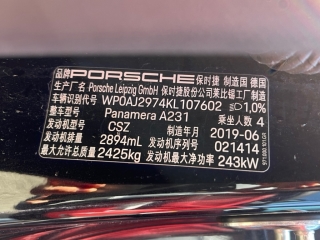 品牌 PORSCHE 保时捷 制造国 德国
生产厂名 Porsche Leipzig GmbH 保时捷股份公司莱比锡工厂制造
车辆识别代号 WP0AJ2974KL107602 1,0%
整车型号 Panamera A231 乘坐人数 4
发动机型号 CSZ 制造年月 2019-06
发动机排量 2894mL 发动机序列号 021414
最大允许总质量 2425kg 发动机最大净功率 243kW